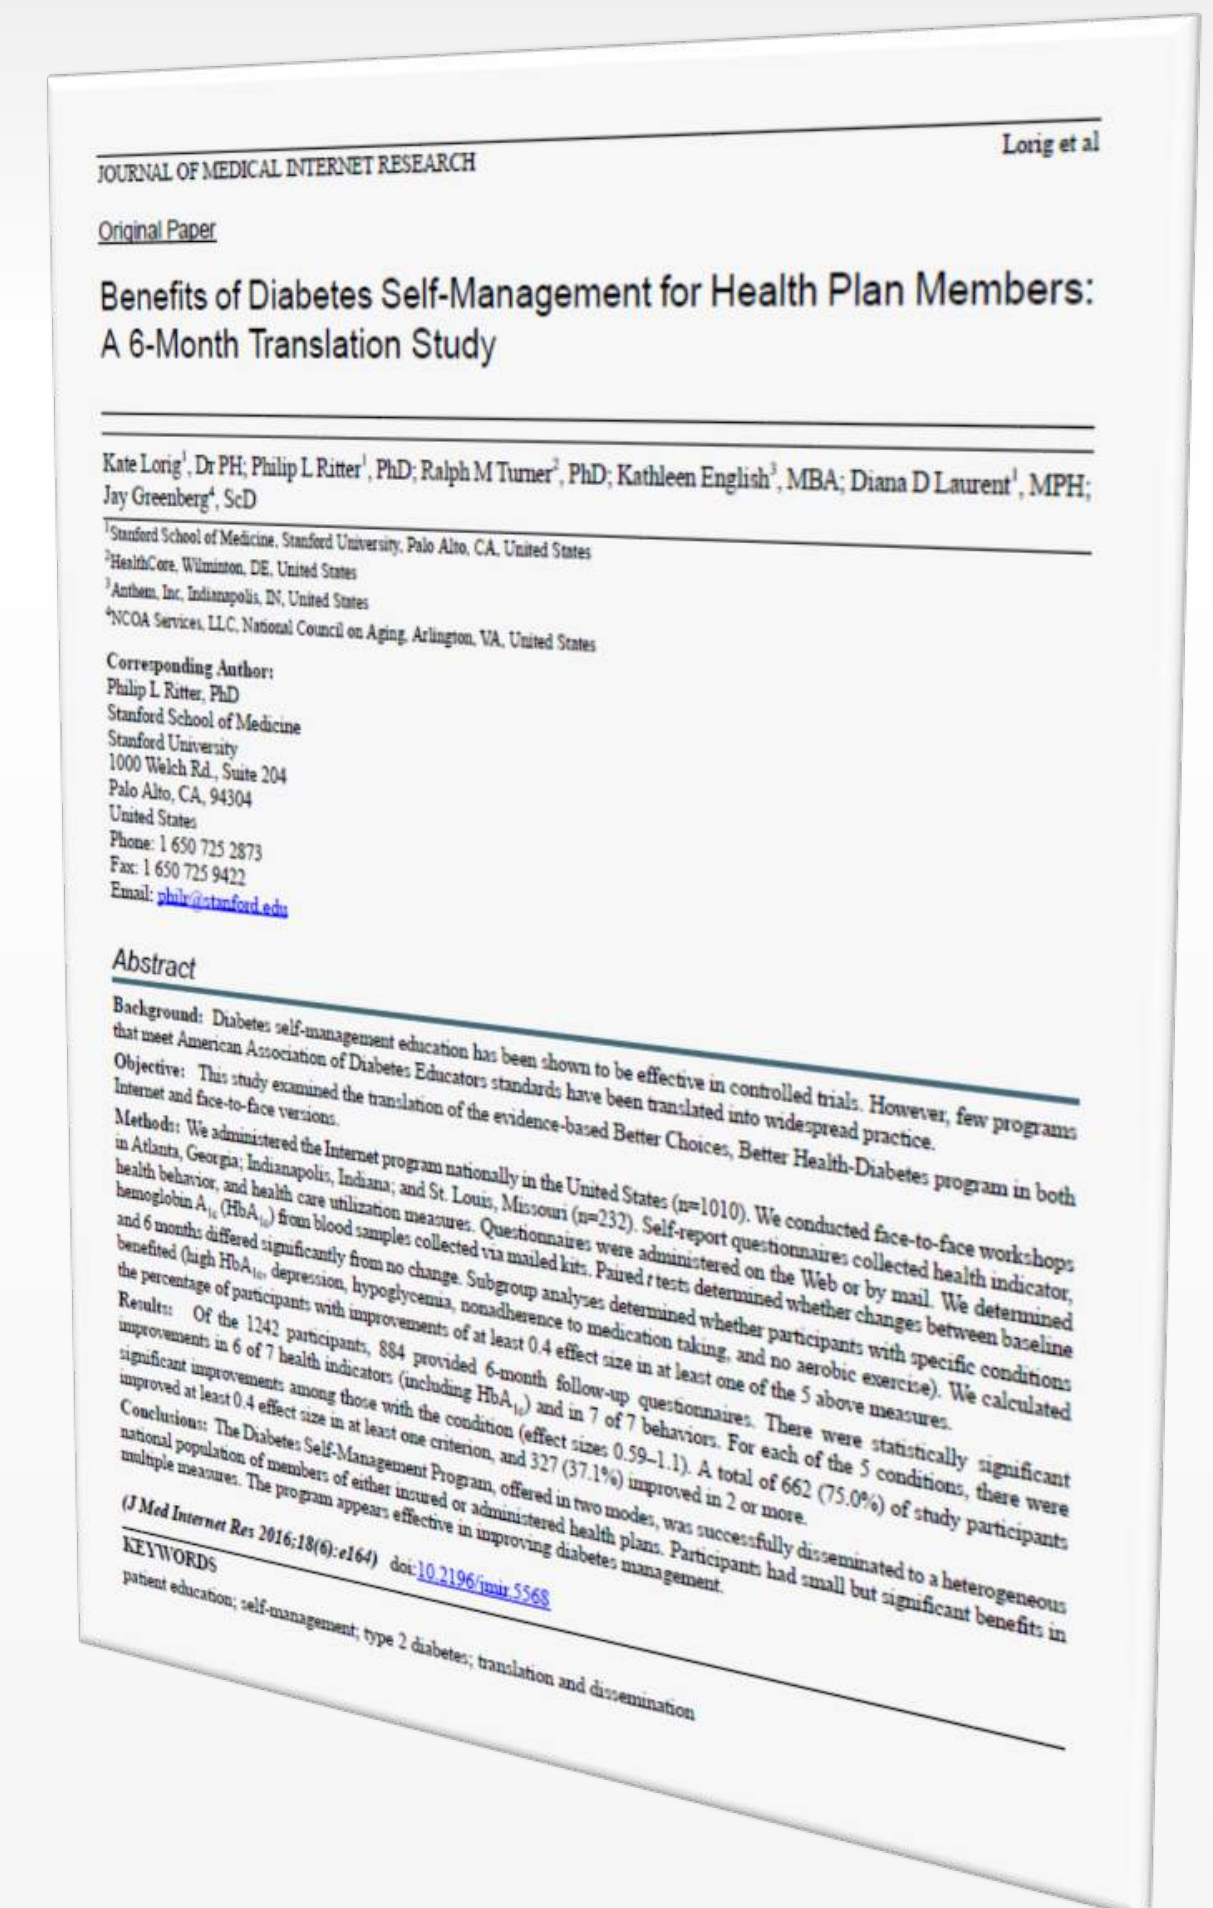 JOURNAL OF MEDICAL INTERNET RESEARCH
Lorig et al
Original Paper
Benefits of Diabetes Self-Management for Health Plan Members:
A 6-Month Translation Study
Kate Lorig1, Dr PH; Philip L Ritter1, PhD; Ralph M Turner2, PhD; Kathleen English3, MBA; Diana D Laurent1, MPH;
Jay Greenberg4, ScD
1Stanford School of Medicine, Stanford University, Palo Alto, CA, United States
2HealthCore, Wilminton, DE, United States
3Anthem, Inc, Indianapolis, IN, United States
4NCOA Services, LLC, National Council on Aging, Arlington, VA, United States
Corresponding Author:
Philip L Ritter, PhD
Stanford School of Medicine
Stanford University
1000 Welch Rd., Suite 204
Palo Alto, CA, 94304
United States
Phone: 1 650 725 2873
Fax: 1 650 725 9422
Email: philr@stanford.edu
Abstract
Background: Diabetes self-management education has been shown to be effective in controlled trials. However, few programs
that meet American Association of Diabetes Educators standards have been translated into widespread practice.
Objective: This study examined the translation of the evidence-based Better Choices, Better Health-Diabetes program in both
Internet and face-to-face versions.
Methods: We administered the Internet program nationally in the United States (n=1010). We conducted face-to-face workshops
in Atlanta, Georgia; Indianapolis, Indiana; and St. Louis, Missouri (n=232). Self-report questionnaires collected health indicator,
health behavior, and health care utilization measures. Questionnaires were administered on the Web or by mail. We determined
hemoglobin A1c (HbA1c) from blood samples collected via mailed kits. Paired t tests determined whether changes between baseline
and 6 months differed significantly from no change. Subgroup analyses determined whether participants with specific conditions
benefited (high HbA1c, depression, hypoglycemia, nonadherence to medication taking, and no aerobic exercise). We calculated
the percentage of participants with improvements of at least 0.4 effect size in at least one of the 5 above measures.
Results: Of the 1242 participants, 884 provided 6-month follow-up questionnaires. There were statistically significant
improvements in 6 of 7 health indicators (including HbA1c) and in 7 of 7 behaviors. For each of the 5 conditions, there were
significant improvements among those with the condition (effect sizes 0.59–1.1). A total of 662 (75.0%) of study participants
improved at least 0.4 effect size in at least one criterion, and 327 (37.1%) improved in 2 or more.
Conclusions: The Diabetes Self-Management Program, offered in two modes, was successfully disseminated to a heterogeneous
national population of members of either insured or administered health plans. Participants had small but significant benefits in
multiple measures. The program appears effective in improving diabetes management.
(J Med Internet Res 2016;18(6):e164) doi:10.2196/jmir.5568
KEYWORDS
patient education; self-management; type 2 diabetes; translation and dissemination